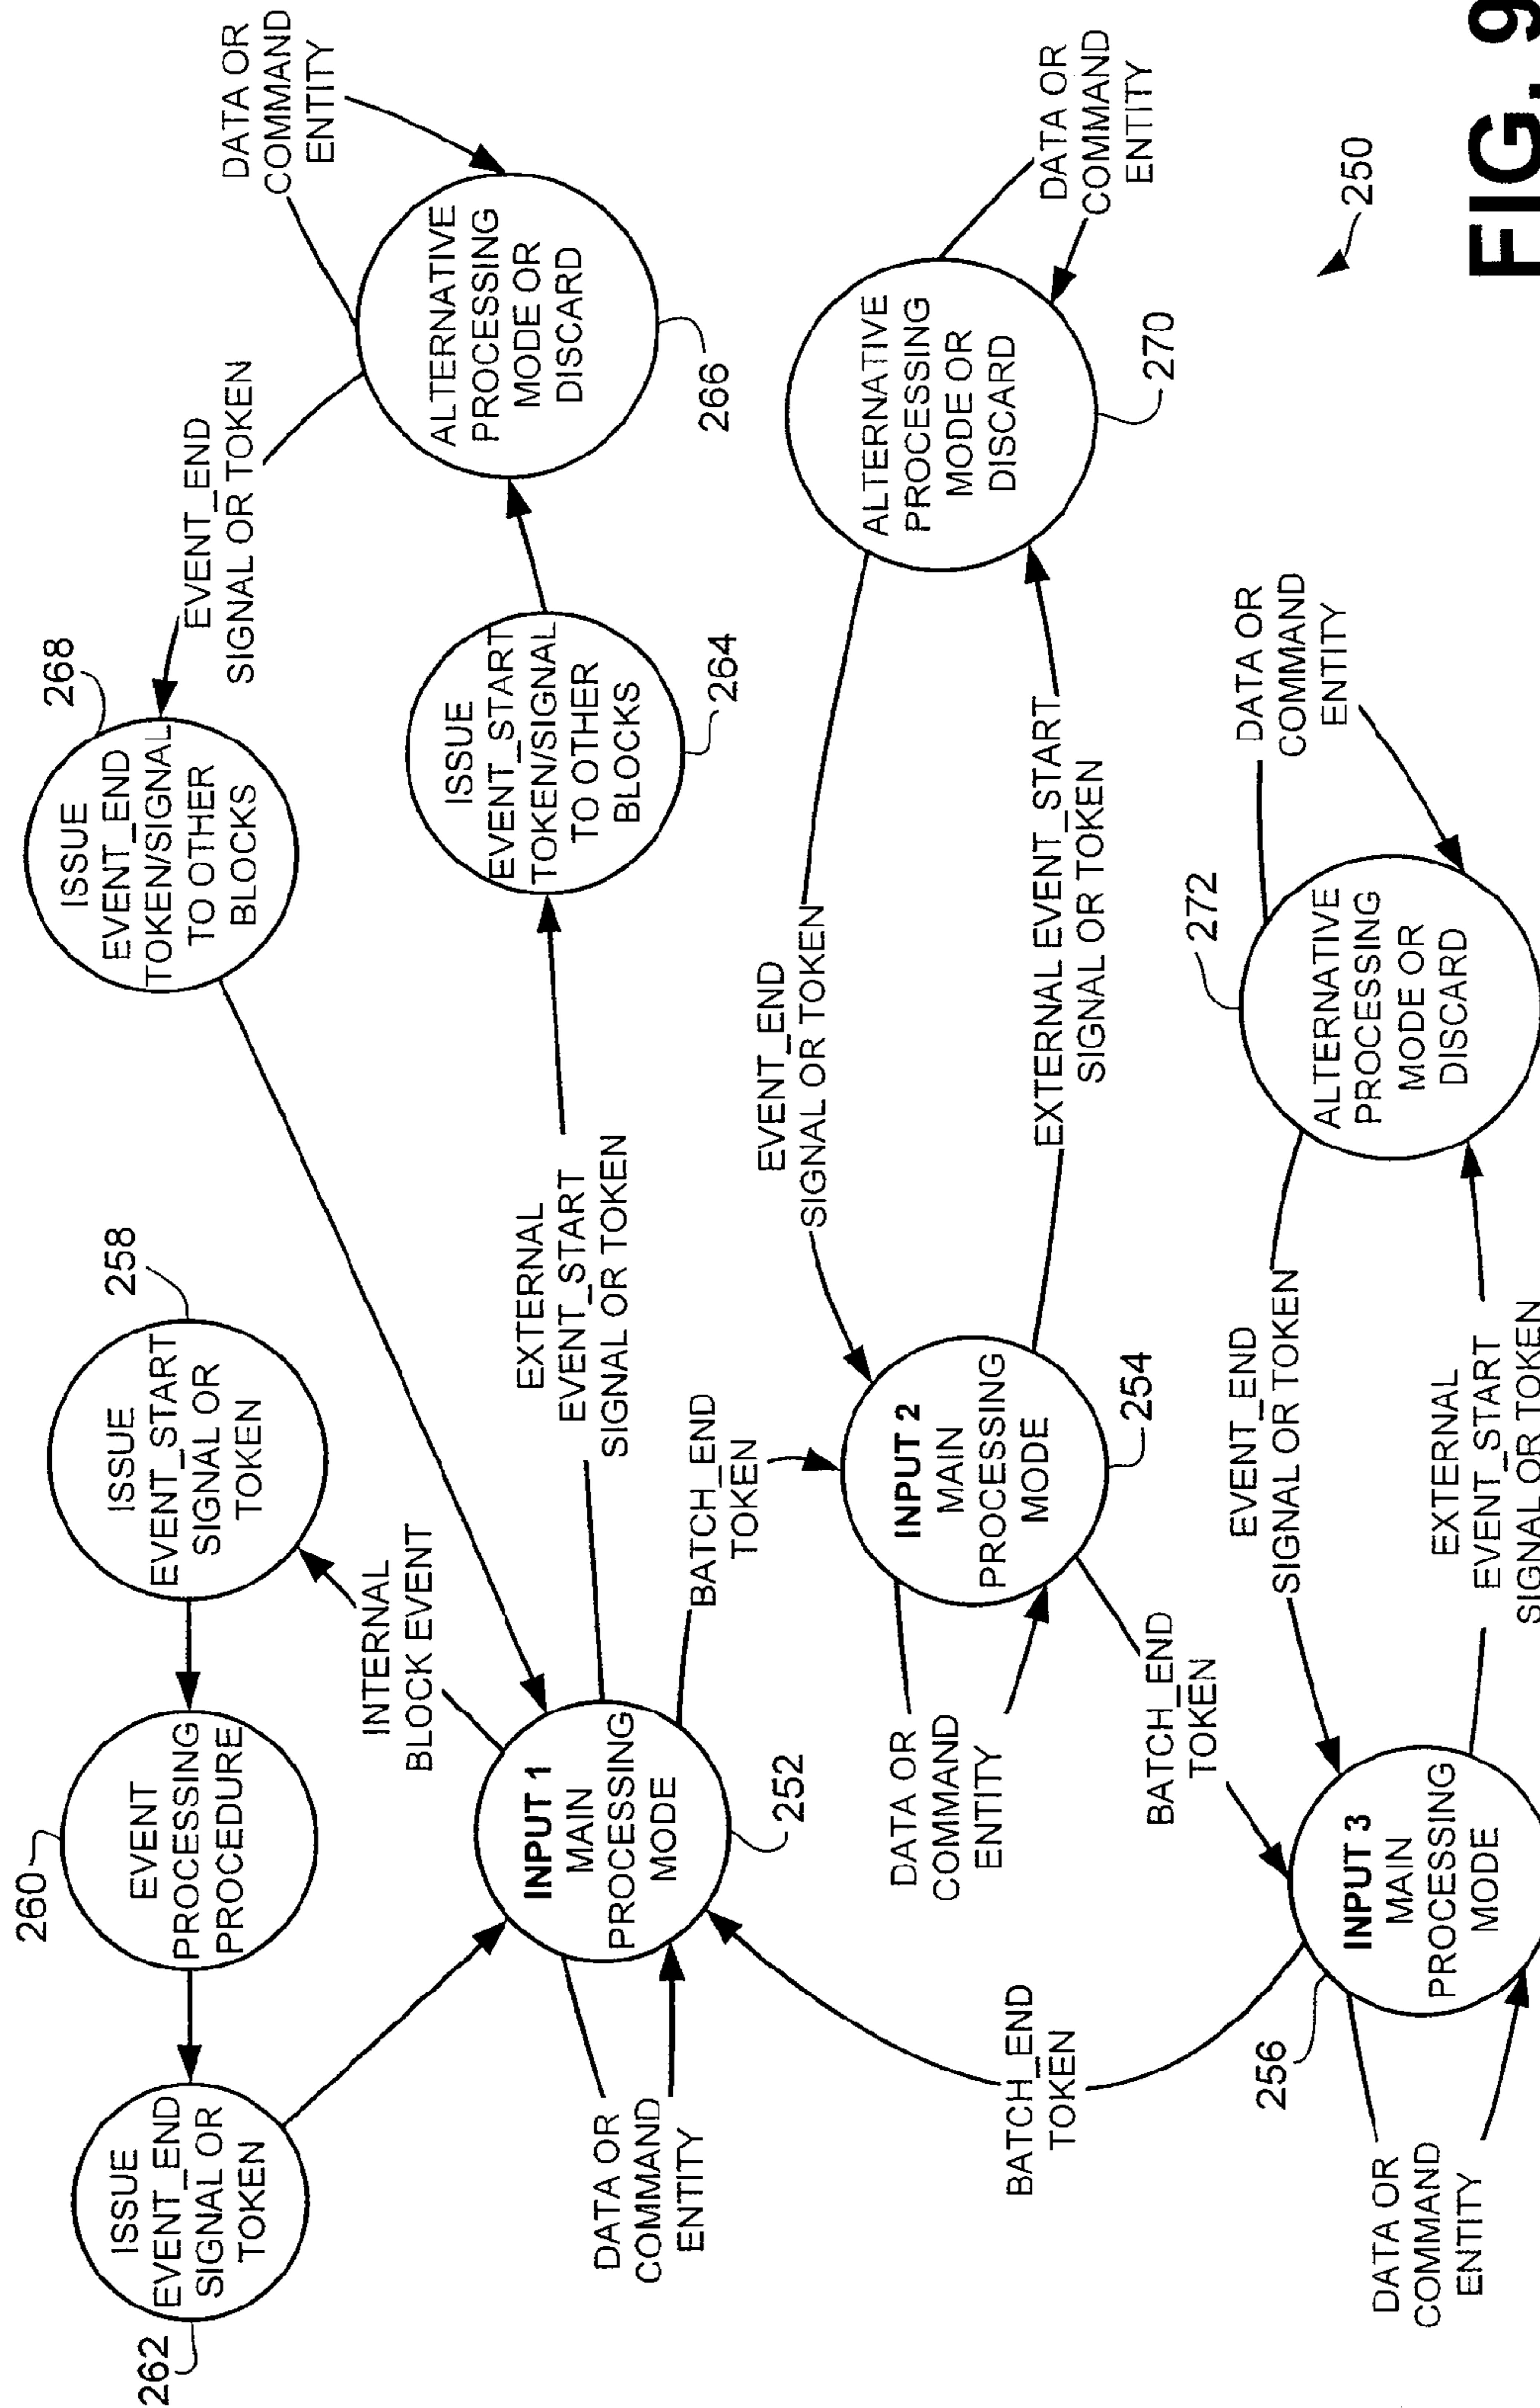 262
ISSUE
EVENT_END
SIGNAL OR
TOKEN
260
EVENT
PROCESSING
PROCEDURE
258
ISSUE
EVENT_START
SIGNAL OR
TOKEN
268
ISSUE
EVENT_END
TOKEN/SIGNAL
TO OTHER
BLOCKS
EVENT_END
SIGNAL OR TOKEN
DATA OR
COMMAND
ENTITY
INTERNAL
BLOCK EVENT
DATA OR
COMMAND
ENTITY
INPUT 1
MAIN
PROCESSING
MODE
252
EXTERNAL
EVENT_START
SIGNAL OR TOKEN
ISSUE
EVENT_START
TOKEN/SIGNAL
TO OTHER
BLOCKS
264
ALTERNATIVE
PROCESSING
MODE OR
DISCARD
266
BATCH_END
TOKEN
DATA OR
COMMAND
ENTITY
INPUT 2
MAIN
PROCESSING
MODE
254
EVENT_END
SIGNAL OR TOKEN
EXTERNAL EVENT_START
SIGNAL OR TOKEN
ALTERNATIVE
PROCESSING
MODE OR
DISCARD
270
DATA OR
COMMAND
ENTITY
BATCH_END
TOKEN
BATCH_END
TOKEN
256
DATA OR
COMMAND
ENTITY
INPUT 3
MAIN
PROCESSING
MODE
EVENT_END
SIGNAL OR TOKEN
EXTERNAL
EVENT_START
SIGNAL OR TOKEN
272
ALTERNATIVE
PROCESSING
MODE OR
DISCARD
DATA OR
COMMAND
ENTITY
250
FIG. 9